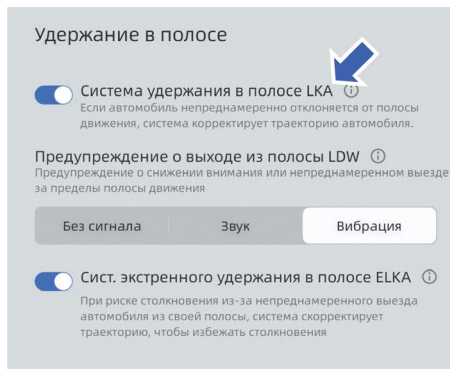 Удержание в полосе
Система удержания в полосе LKA
Если автомобиль непреднамеренно отклоняется от полосы
движения, система корректирует траекторию автомобиля.
Предупреждение о выходе из полосы LDW
Предупреждение о снижении внимания или непреднамеренном выезде
за пределы полосы движения
Без сигнала Звук Вибрация
Сист. экстренного удержания в полосе ELKA
При риске столкновения из-за непреднамеренного выезда
автомобиля из своей полосы, система скорректирует
траекторию, чтобы избежать столкновения